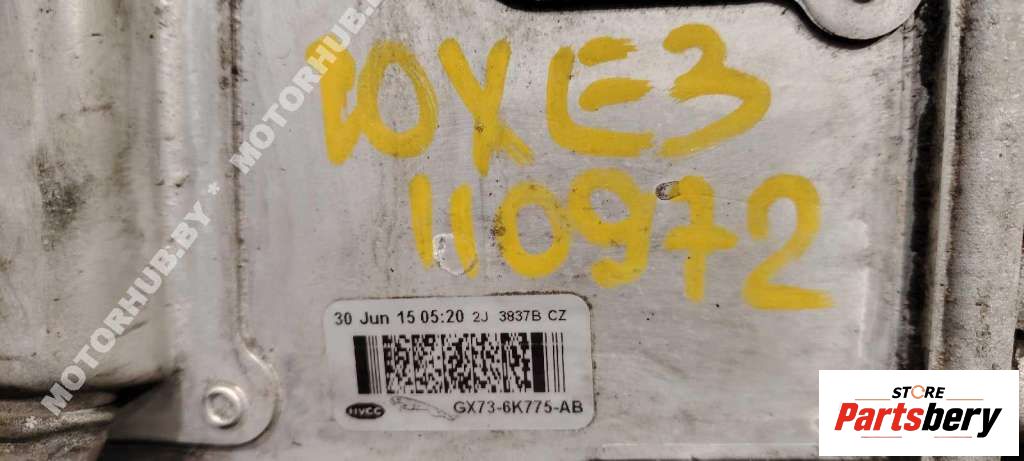 MOTORHUB.BY * MOTORHUB.BY
10XE3
110972
30 Jun 15 05:20 2J 3837B CZ
HVCC
GX73-6K775-AB
STORE
Partsbery